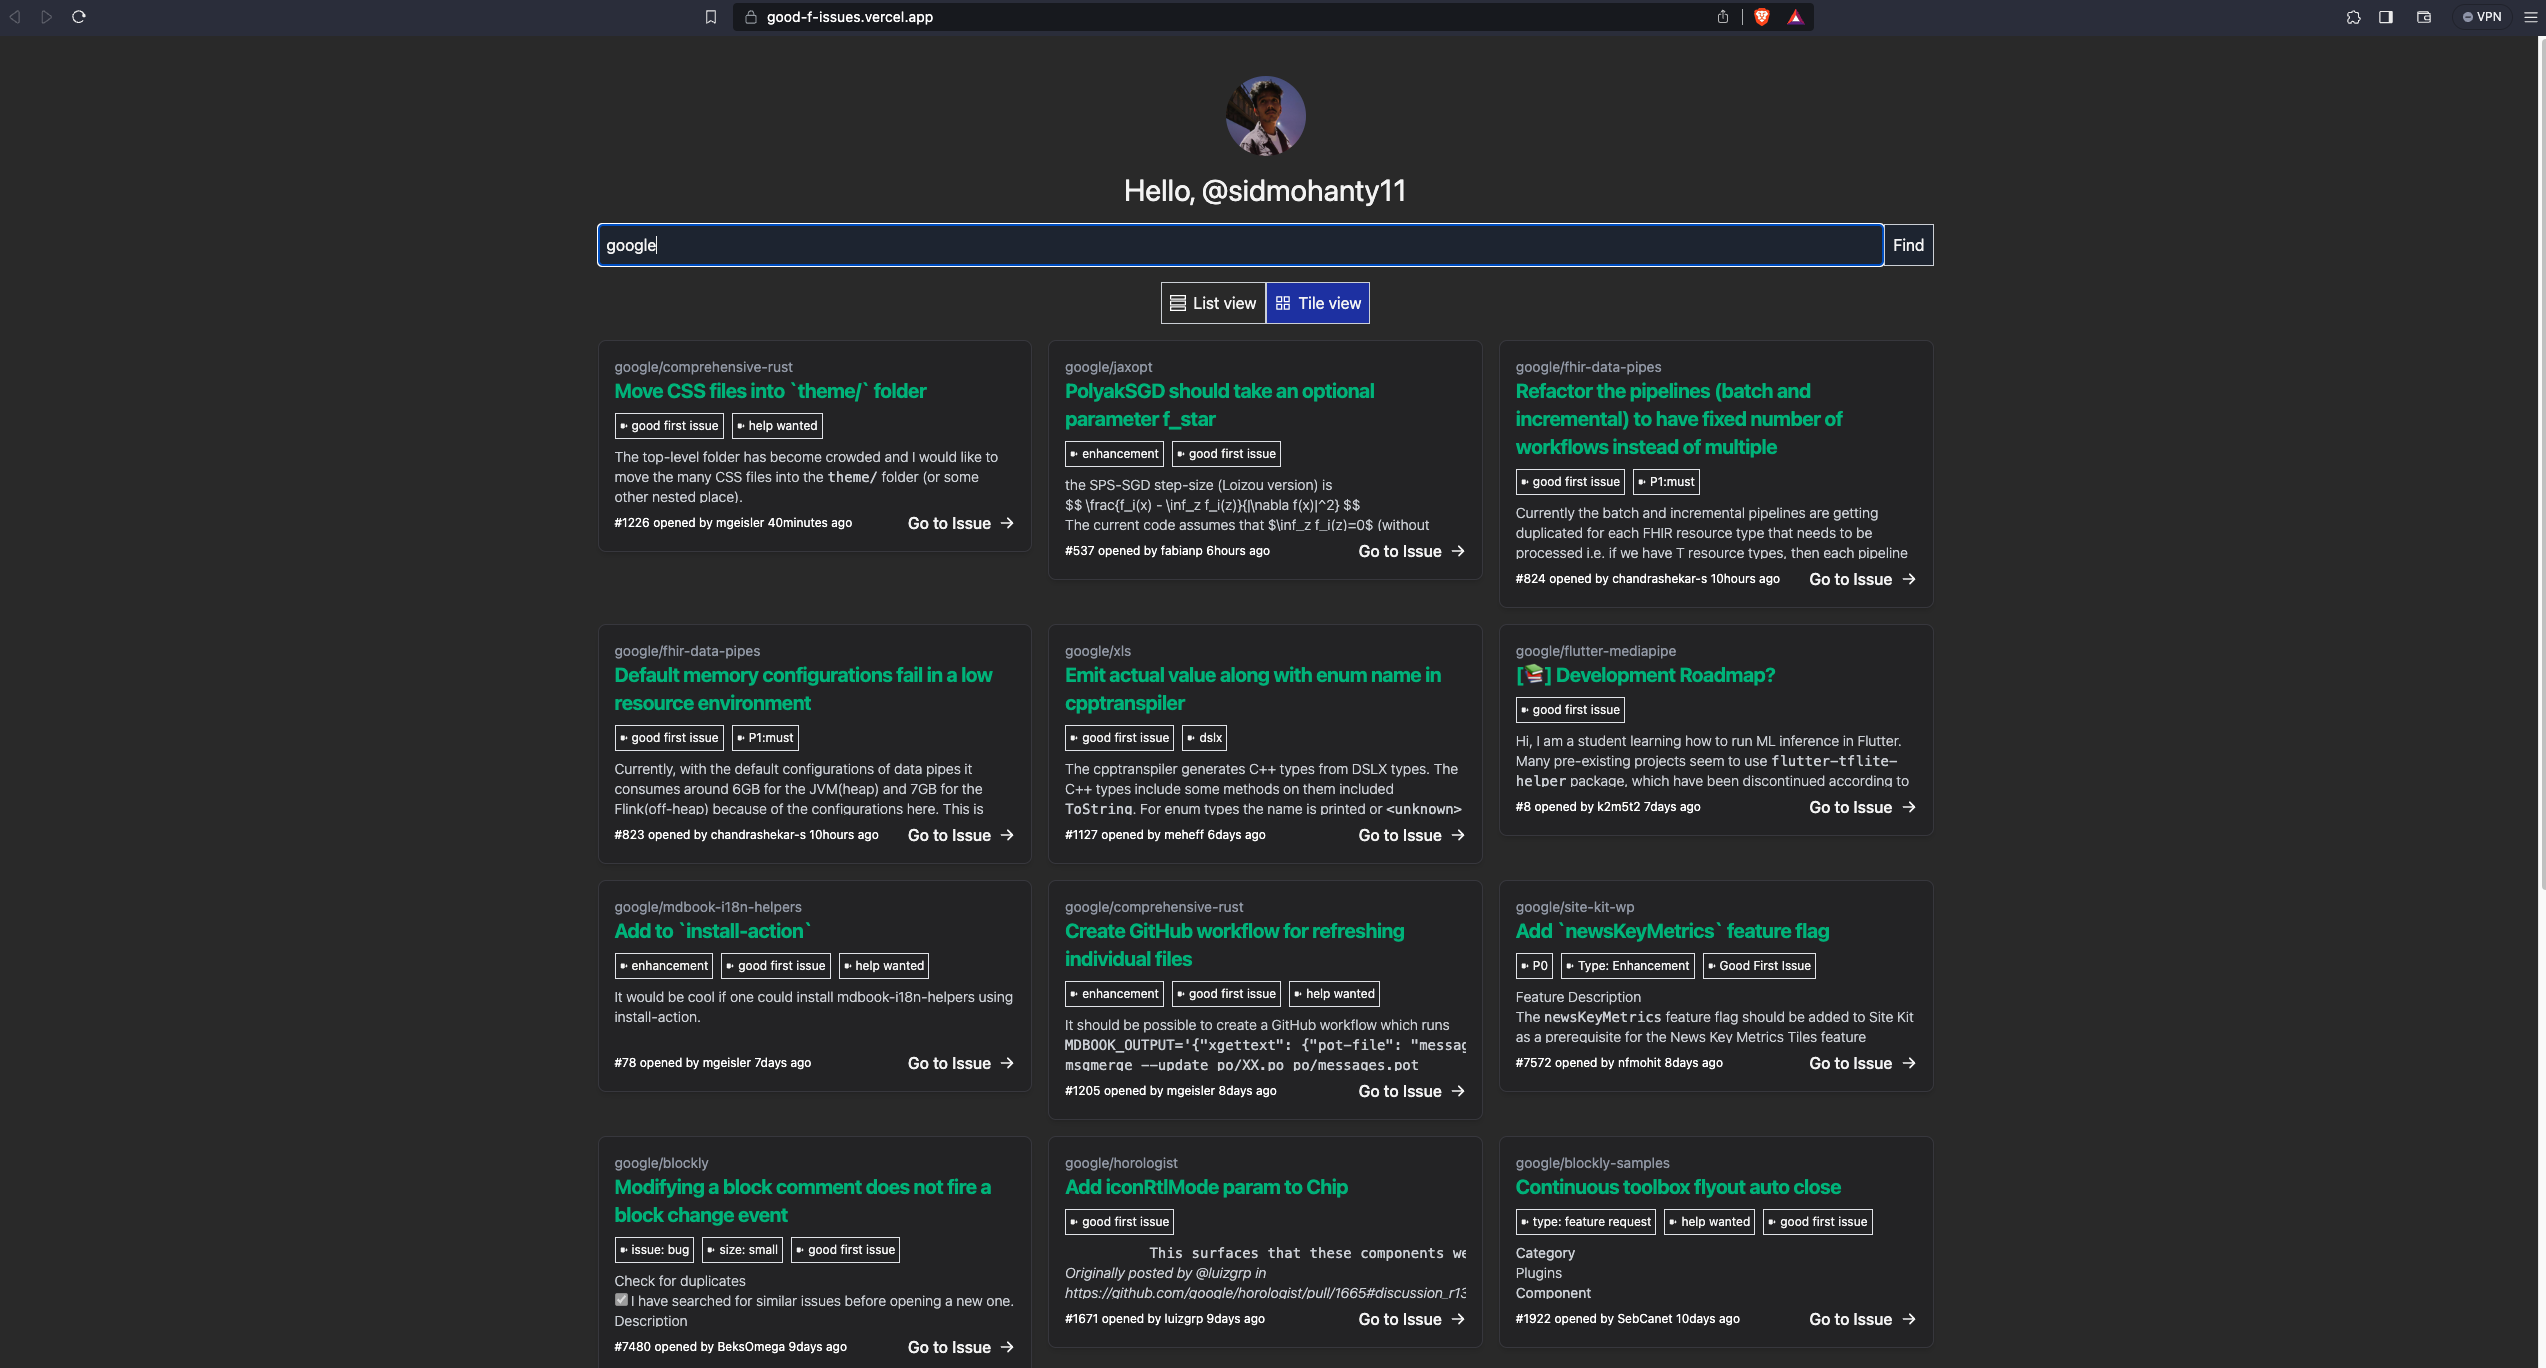 good-f-issues.vercel.app
VPN
Hello, @sidmohanty11
google
Find
List view
Tile view
google/comprehensive-rust
Move CSS files into `theme/` folder
good first issue
help wanted
The top-level folder has become crowded and I would like to
move the many CSS files into the theme/ folder (or some
other nested place).
#1226 opened by mgeisler 40minutes ago
Go to Issue
google/jaxopt
PolyakSGD should take an optional
parameter f_star
enhancement
good first issue
the SPS-SGD step-size (Loizou version) is
$$ \frac{f_i(x) - \inf_z f_i(z)}{|\nabla f(x)|^2} $$
The current code assumes that $\inf_z f_i(z)=0$ (without
#537 opened by fabianp 6hours ago
Go to Issue
google/fhir-data-pipes
Refactor the pipelines (batch and
incremental) to have fixed number of
workflows instead of multiple
good first issue
P1:must
Currently the batch and incremental pipelines are getting
duplicated for each FHIR resource type that needs to be
processed i.e. if we have T resource types, then each pipeline
#824 opened by chandrashekar-s 10hours ago
Go to Issue
google/fhir-data-pipes
Default memory configurations fail in a low
resource environment
good first issue
P1:must
Currently, with the default configurations of data pipes it
consumes around 6GB for the JVM(heap) and 7GB for the
Flink(off-heap) because of the configurations here. This is
#823 opened by chandrashekar-s 10hours ago
Go to Issue
google/xls
Emit actual value along with enum name in
cpptranspiler
good first issue
dslx
The cpptranspiler generates C++ types from DSLX types. The
C++ types include some methods on them included
ToString. For enum types the name is printed or <unknown>
#1127 opened by meheff 6days ago
Go to Issue
google/flutter-mediapipe
[📚] Development Roadmap?
good first issue
Hi, I am a student learning how to run ML inference in Flutter.
Many pre-existing projects seem to use flutter-tflite-
helper package, which have been discontinued according to
#8 opened by k2m5t2 7days ago
Go to Issue
google/mdbook-i18n-helpers
Add to `install-action`
enhancement
good first issue
help wanted
It would be cool if one could install mdbook-i18n-helpers using
install-action.
#78 opened by mgeisler 7days ago
Go to Issue
google/comprehensive-rust
Create GitHub workflow for refreshing
individual files
enhancement
good first issue
help wanted
It should be possible to create a GitHub workflow which runs
MDBOOK_OUTPUT='{"xgettext": {"pot-file": "messag
msgmerge --update po/XX.po po/messages.pot
#1205 opened by mgeisler 8days ago
Go to Issue
google/site-kit-wp
Add `newsKeyMetrics` feature flag
P0
Type: Enhancement
Good First Issue
Feature Description
The newsKeyMetrics feature flag should be added to Site Kit
as a prerequisite for the News Key Metrics Tiles feature
#7572 opened by nfmohit 8days ago
Go to Issue
google/blockly
Modifying a block comment does not fire a
block change event
issue: bug
size: small
good first issue
Check for duplicates
I have searched for similar issues before opening a new one.
Description
#7480 opened by BeksOmega 9days ago
Go to Issue
google/horologist
Add iconRtlMode param to Chip
good first issue
This surfaces that these components we
Originally posted by @luizgrp in
https://github.com/google/horologist/pull/1665#discussion_r13
#1671 opened by luizgrp 9days ago
Go to Issue
google/blockly-samples
Continuous toolbox flyout auto close
type: feature request
help wanted
good first issue
Category
Plugins
Component
#1922 opened by SebCanet 10days ago
Go to Issue